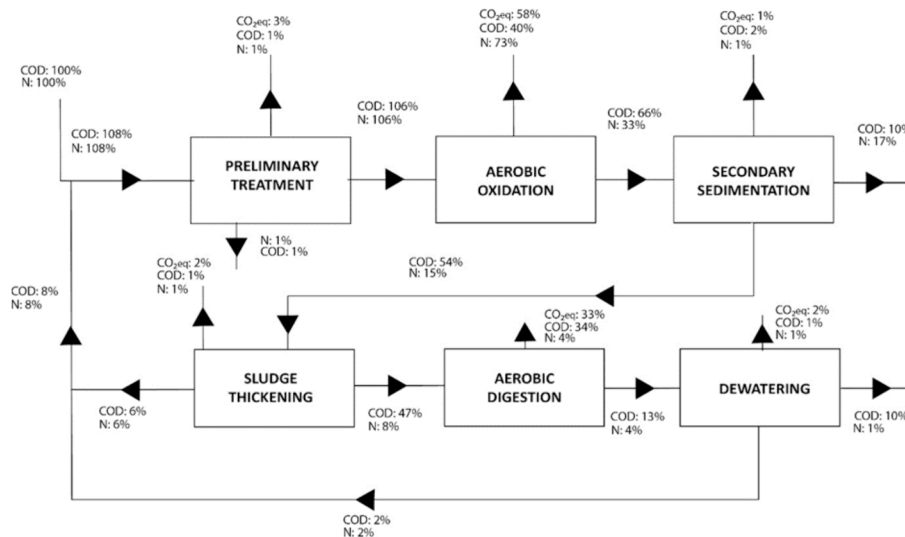 CO₂eq: 3%
COD: 1%
N: 1%
CO₂eq: 58%
COD: 40%
N: 73%
CO₂eq: 1%
COD: 2%
N: 1%
COD: 100%
N: 100%
COD: 108%
N: 108%
COD: 106%
N: 106%
COD: 66%
N: 33%
COD: 10%
N: 17%
PRELIMINARY
TREATMENT
AEROBIC
OXIDATION
SECONDARY
SEDIMENTATION
N: 1%
COD: 1%
CO₂eq: 2%
COD: 1%
N: 1%
COD: 54%
N: 15%
COD: 8%
N: 8%
CO₂eq: 33%
COD: 34%
N: 4%
CO₂eq: 2%
COD: 1%
N: 1%
SLUDGE
THICKENING
AEROBIC
DIGESTION
DEWATERING
COD: 6%
N: 6%
COD: 47%
N: 8%
COD: 13%
N: 4%
COD: 10%
N: 1%
COD: 2%
N: 2%